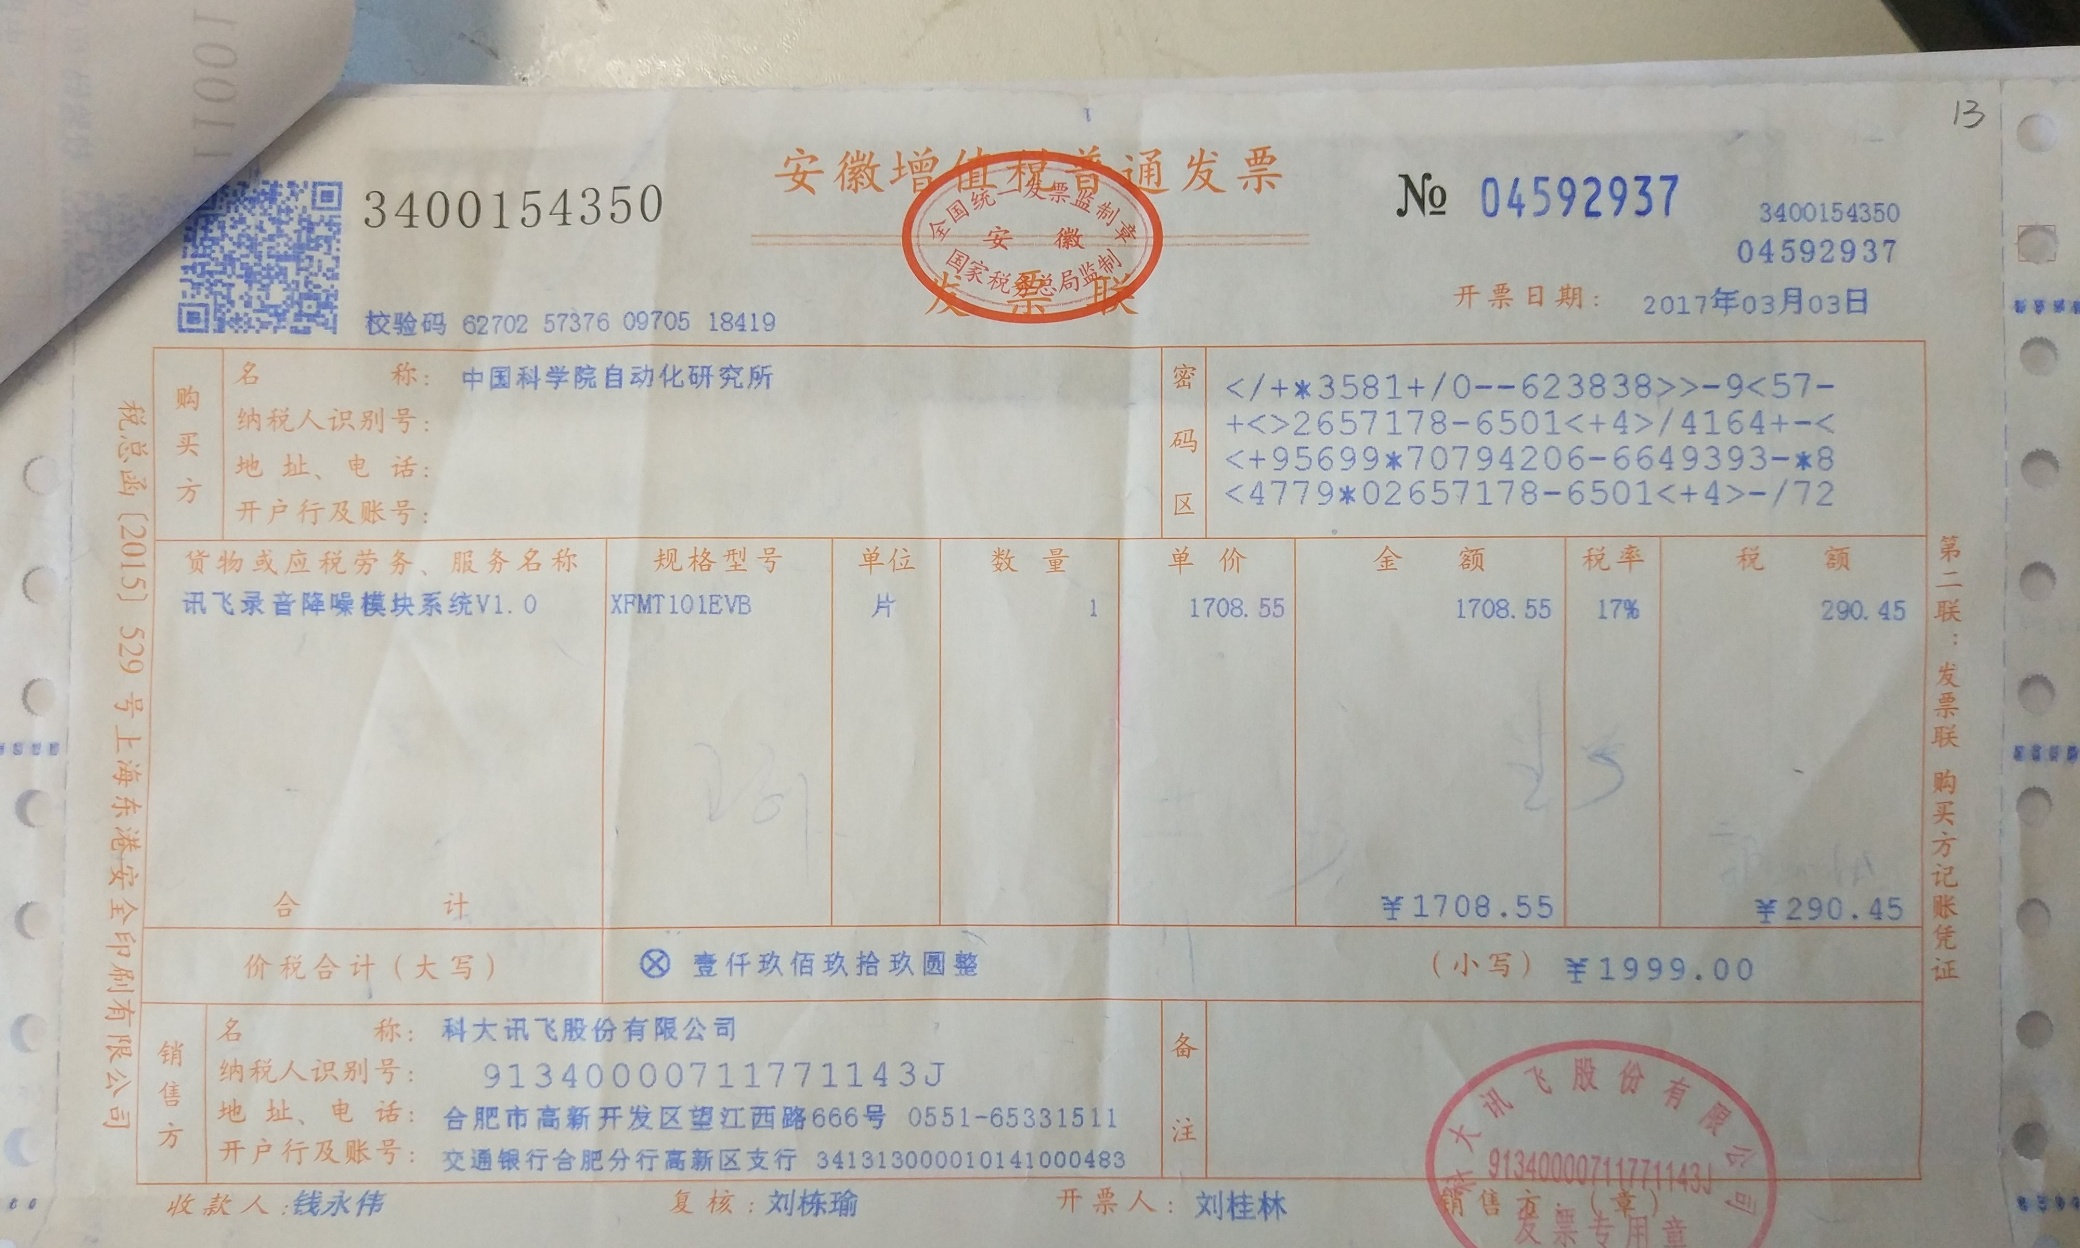 13
安徽增值税普通发票
3400154350
№ 04592937
3400154350
04592937
全国统一发票监制章
安徽
国家税务总局监制
发票联
校验码 62702 57376 09705 18419
开票日期: 2017年03月03日
购买方
名称: 中国科学院自动化研究所
纳税人识别号:
地址、电话:
开户行及账号:
密码区
</+*3581+/0--623838>>-9<57-
+<>2657178-6501<+4>/4164+-<
<+95699*70794206-6649393-*8
<4779*02657178-6501<+4>-/72
货物或应税劳务、服务名称 规格型号 单位 数量 单价 金额 税率 税额
讯飞录音降噪模块系统V1.0 XFMT101EVB 片 1 1708.55 1708.55 17% 290.45
合计 ¥1708.55 ¥290.45
价税合计(大写) ⊗ 壹仟玖佰玖拾玖圆整 (小写) ¥1999.00
销售方
名称: 科大讯飞股份有限公司
纳税人识别号: 91340000711771143J
地址、电话: 合肥市高新开发区望江西路666号 0551-65331511
开户行及账号: 交通银行合肥分行高新区支行 341313000010141000483
备注
收款人: 钱永伟 复核: 刘栋瑜 开票人: 刘桂林 销售方:(章)
科大讯飞股份有限公司
91340000711771143J
发票专用章
税总函〔2015〕529号上海东港安全印刷有限公司
第二联:发票联 购买方记账凭证